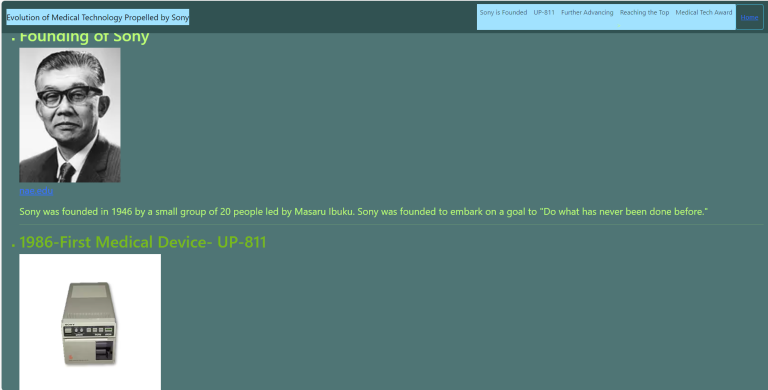 Evolution of Medical Technology Propelled by Sony
Sony is Founded UP-811 Further Advancing Reaching the Top Medical Tech Award Home
Founding of Sony
Sony was founded in 1946 by a small group of 20 people led by Masaru Ibuku. Sony was founded to embark on a goal to "Do what has never been done before."
1986-First Medical Device- UP-811